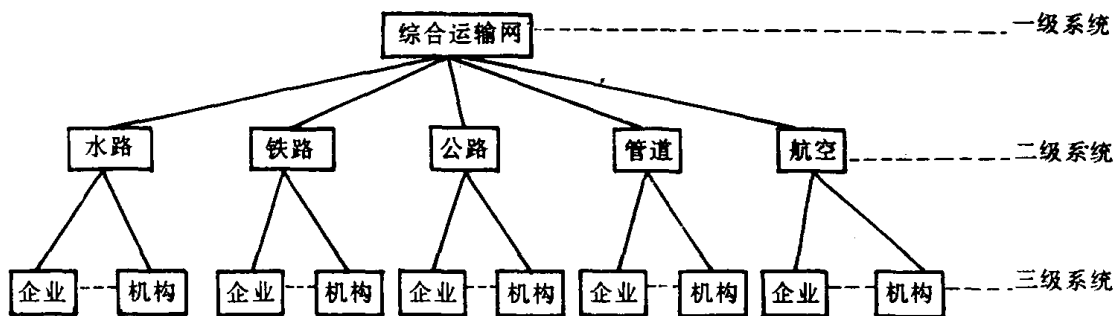 综合运输网 一级系统
水路 铁路 公路 管道 航空 二级系统
企业 机构 企业 机构 企业 机构 企业 机构 企业 机构 三级系统